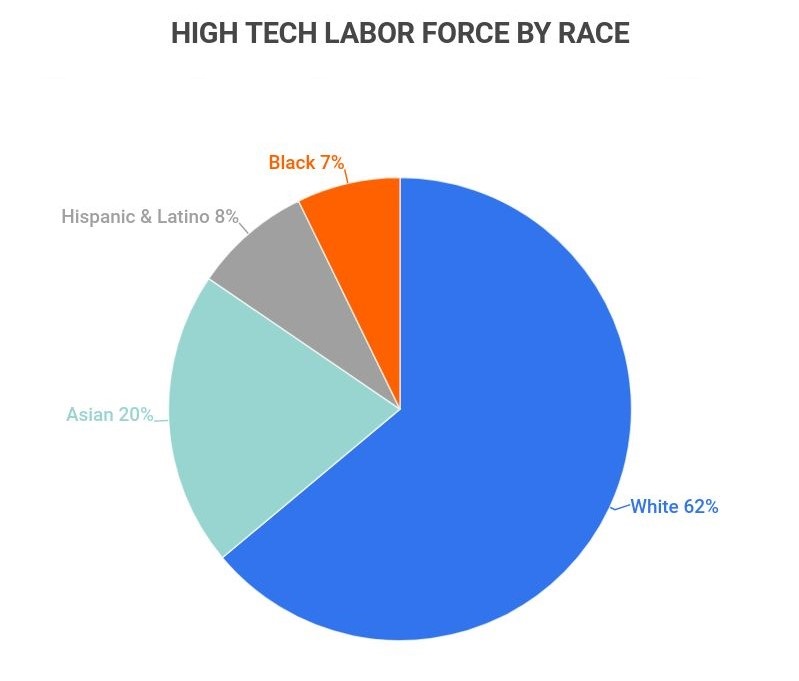 HIGH TECH LABOR FORCE BY RACE
Black 7%
Hispanic & Latino 8%
Asian 20%
White 62%